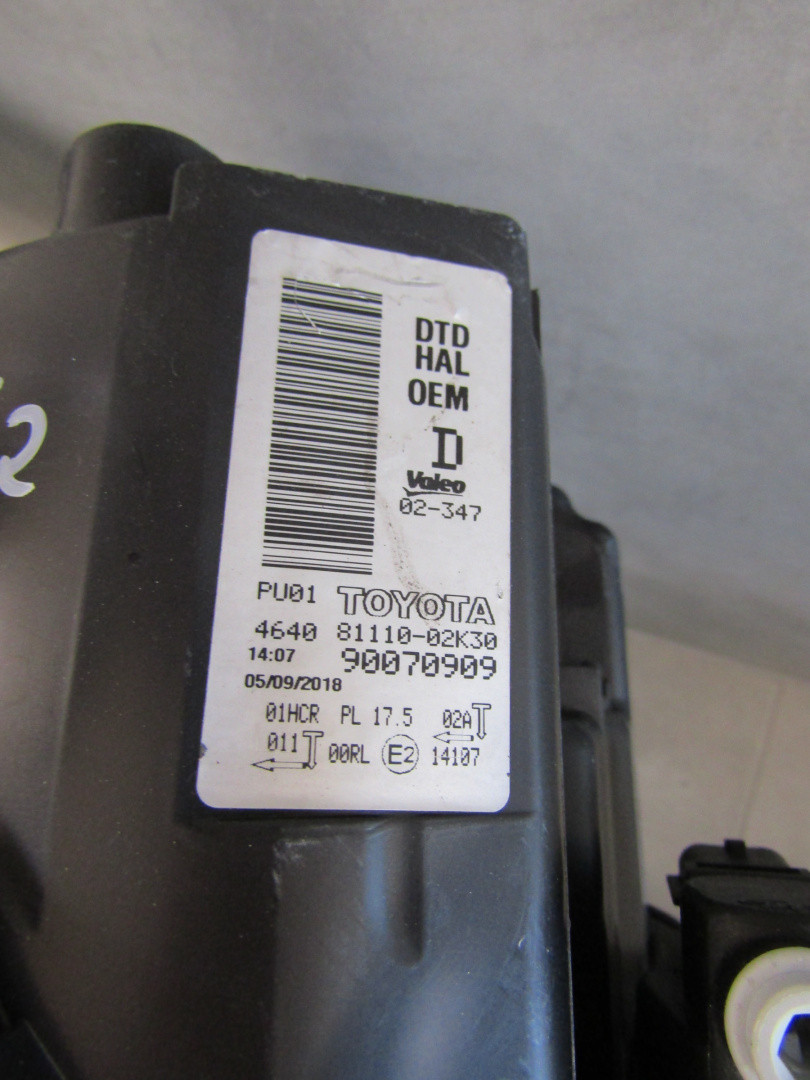 DTD
HAL
OEM
D
Valeo
02-347
PU01 TOYOTA
4640 81110-02K30
14:07 90070909
05/09/2018
01HCR PL 17.5 02A
011 00RL E2 14107
2